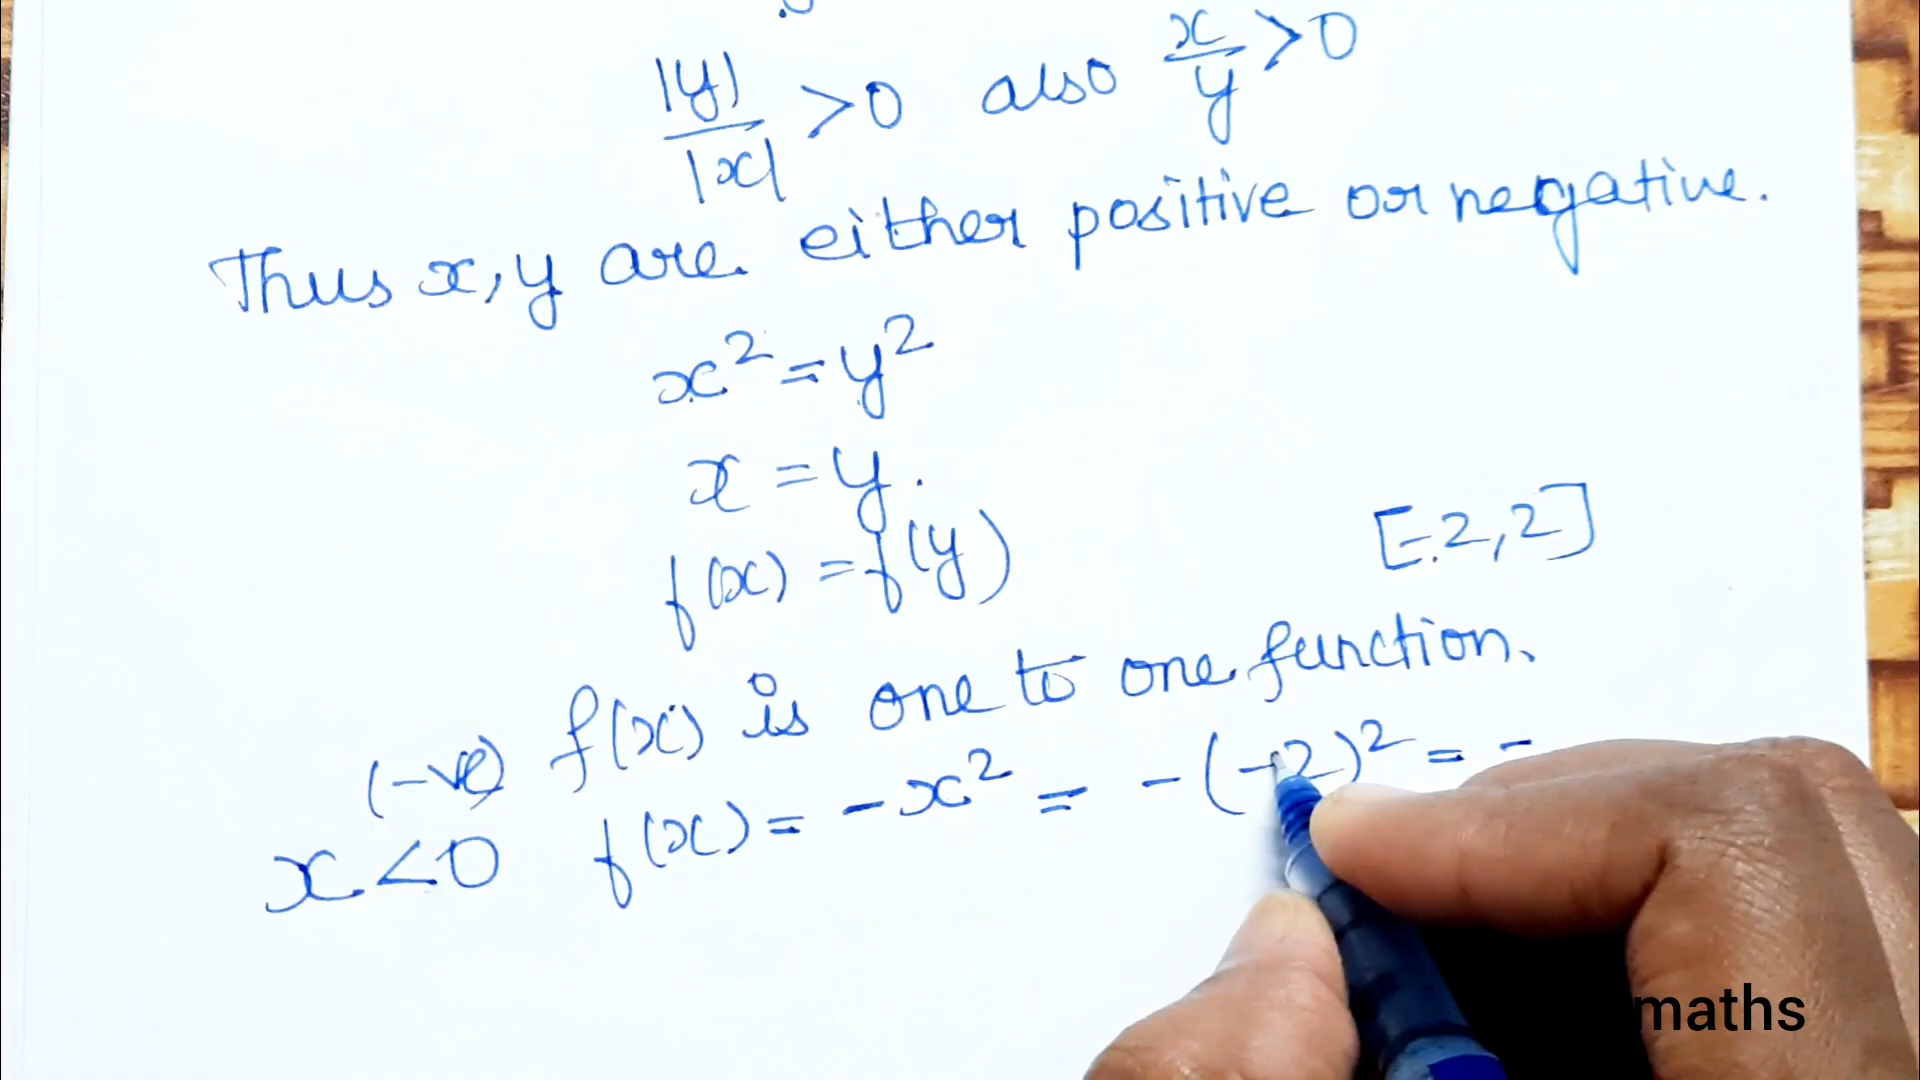 |y|/|x| >0 also x/y >0
Thus x, y are either positive or negative.
x² = y²
x = y.
f(x) = f(y)
[-2, 2]
f(x) is one to one function.
(-ve)
x < 0 f(x) = -x² = -(-2)² = -
maths